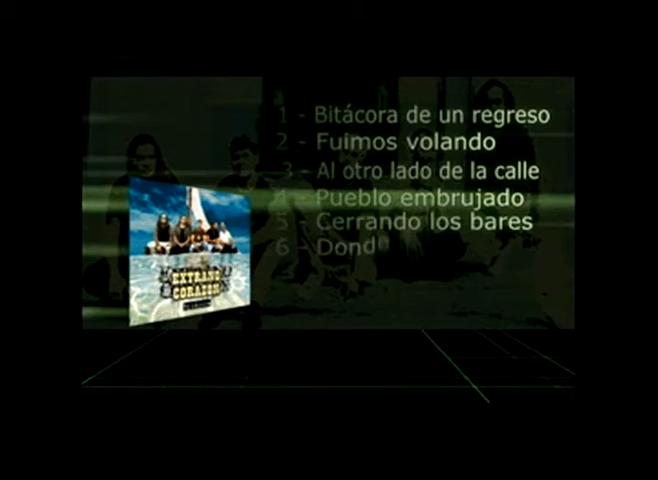 1 - Bitácora de un regreso
2 - Fuimos volando
3 - Al otro lado de la calle
4 - Pueblo embrujado
5 - Cerrando los bares
6 - Dond
EXTRAÑO
CORAZÓN